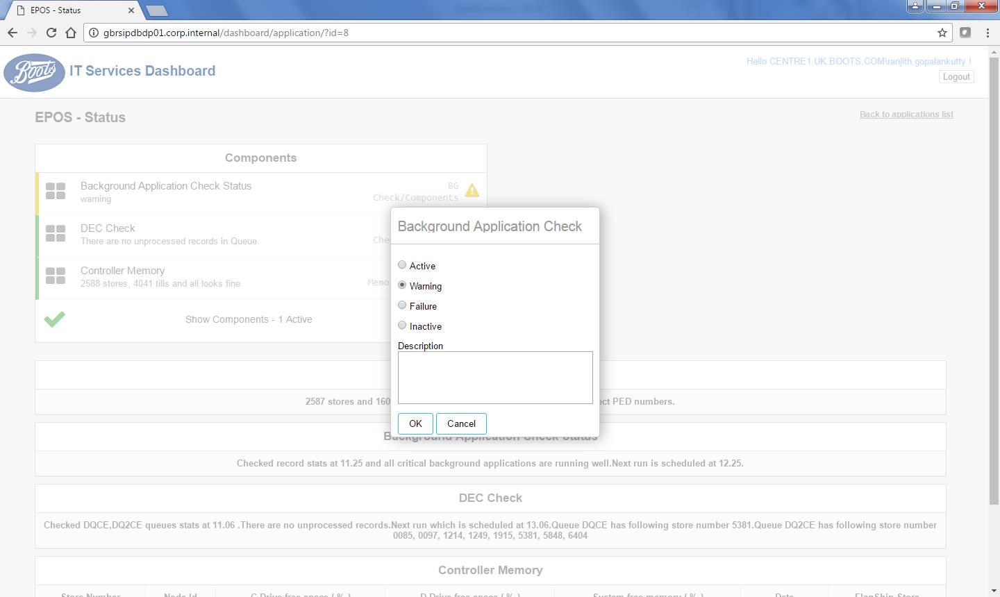 EPOS - Status
gbrsipdbdp01.corp.internal/dashboard/application/?id=8
Boots
IT Services Dashboard
Hello CENTRE1.UK.BOOTS.COM\ranjith.gopalankutty !
Logout
EPOS - Status
Back to applications list
Components
Background Application Check Status
warning
BG
Check/Components
DEC Check
There are no unprocessed records in Queue.
Controller Memory
2588 stores, 4041 tills and all looks fine.
Show Components - 1 Active
Background Application Check
Active
Warning
Failure
Inactive
Description
OK
Cancel
2587 stores and 160
PED numbers.
Background Application Check Status
Checked record stats at 11.25 and all critical background applications are running well.Next run is scheduled at 12.25.
DEC Check
Checked DQCE,DQ2CE queues stats at 11.06 .There are no unprocessed records.Next run which is scheduled at 13.06.Queue DQCE has following store number 5381.Queue DQ2CE has following store number
0085, 0097, 1214, 1249, 1915, 5381, 5848, 6404
Controller Memory
Store Number
Node Id
C Drive free space ( % )
D Drive free space ( % )
System free memory ( % )
Date
FlagShip Store